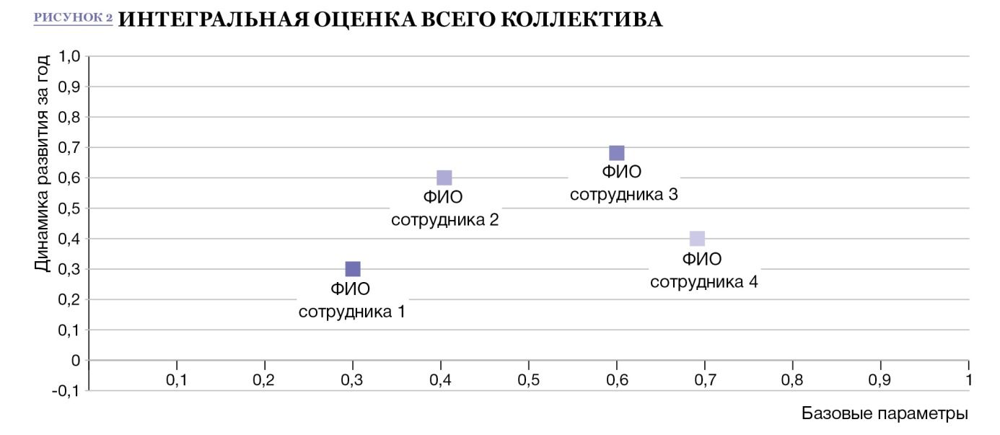 РИСУНОК 2 ИНТЕГРАЛЬНАЯ ОЦЕНКА ВСЕГО КОЛЛЕКТИВА
Динамика развития за год
1,0
0,9
0,8
0,7
0,6
0,5
0,4
0,3
0,2
0,1
0
-0,1
ФИО
сотрудника 3
ФИО
сотрудника 2
ФИО
сотрудника 4
ФИО
сотрудника 1
0,1 0,2 0,3 0,4 0,5 0,6 0,7 0,8 0,9 1
Базовые параметры